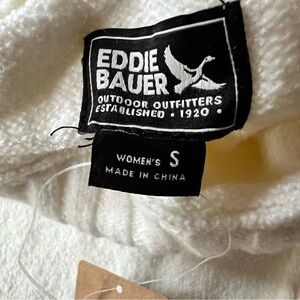 EDDIE
BAUER
OUTDOOR OUTFITTERS
ESTABLISHED • 1920 •
WOMEN'S S
MADE IN CHINA